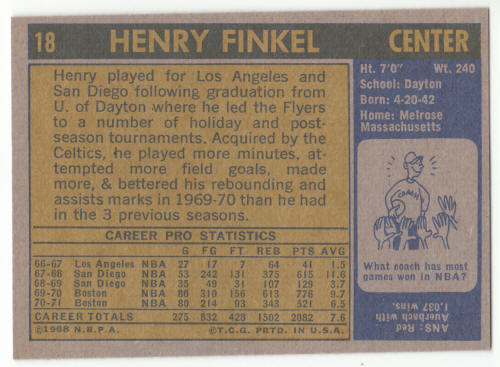 18 HENRY FINKEL CENTER
Henry played for Los Angeles and
San Diego following graduation from
U. of Dayton where he led the Flyers
to a number of holiday and post-
season tournaments. Acquired by the
Celtics, he played more minutes, at-
tempted more field goals, made
more, & bettered his rebounding and
assists marks in 1969-70 than he had
in the 3 previous seasons.
Ht. 7'0" Wt. 240
School: Dayton
Born: 4-20-42
Home: Melrose
Massachusetts
COACH
What coach has most
games won in NBA?
ANS: Red
Auerbach with
1,037 wins.
CAREER PRO STATISTICS
G FG FT REB PTS AVG
66-67 Los Angeles NBA 27 17 7 64 41 1.5
67-68 San Diego NBA 53 242 131 375 615 11.6
68-69 San Diego NBA 35 49 31 107 129 3.7
69-70 Boston NBA 80 310 156 613 778 9.7
70-71 Boston NBA 80 214 93 343 521 6.5
CAREER TOTALS 275 832 428 1502 2082 7.6
©1968 N.B.P.A. ©T.C.G. PRTD. IN U.S.A.